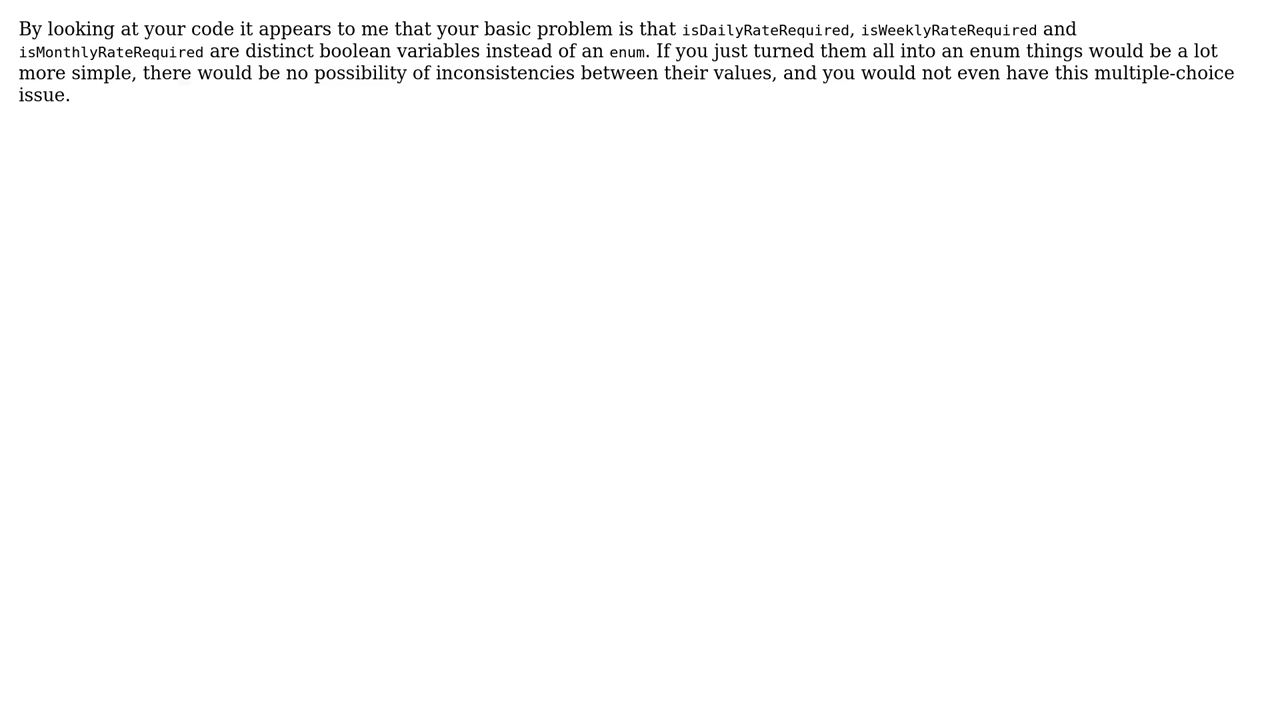 By looking at your code it appears to me that your basic problem is that isDailyRateRequired, isWeeklyRateRequired and
isMonthlyRateRequired are distinct boolean variables instead of an enum. If you just turned them all into an enum things would be a lot
more simple, there would be no possibility of inconsistencies between their values, and you would not even have this multiple-choice
issue.